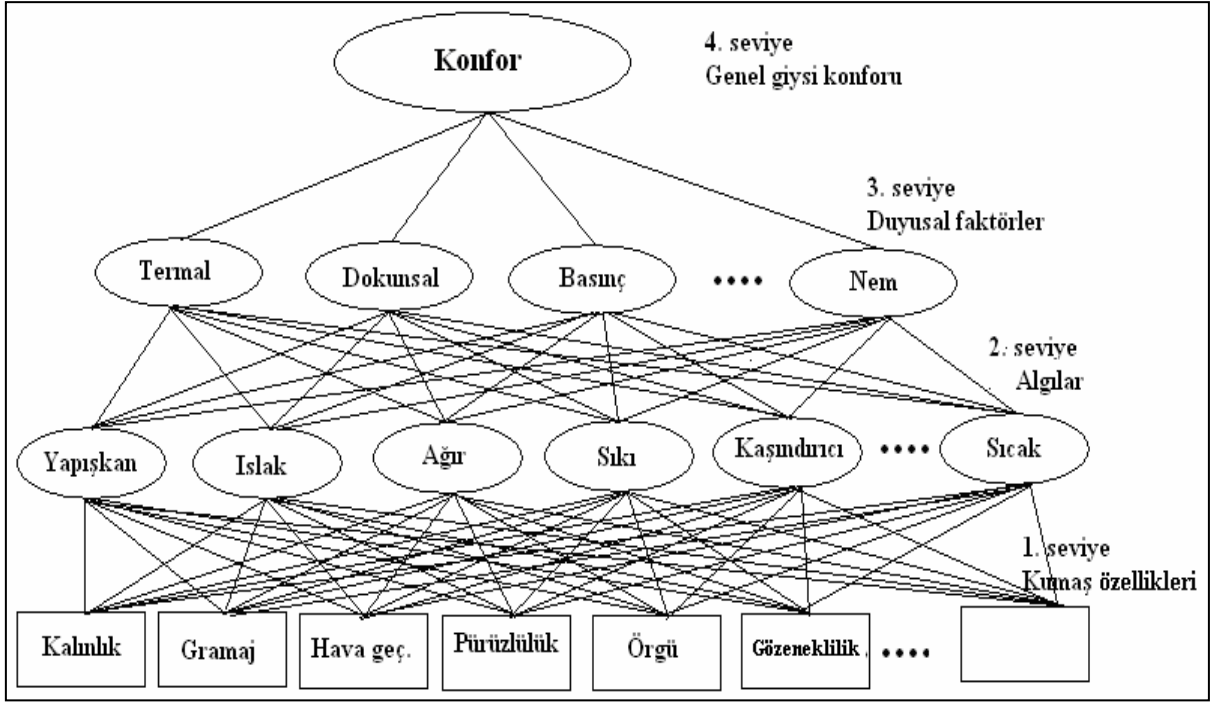 Konfor
4. seviye
Genel giysi konforu
3. seviye
Duyusal faktörler
Termal
Dokunsal
Basınç
....
Nem
2. seviye
Algılar
Yapışkan
Islak
Ağır
Sıkı
Kaşındırıcı
....
Sıcak
1. seviye
Kumaş özellikleri
Kalınlık
Gramaj
Hava geç.
Pürüzlülük
Örgü
Gözeneklilik
....